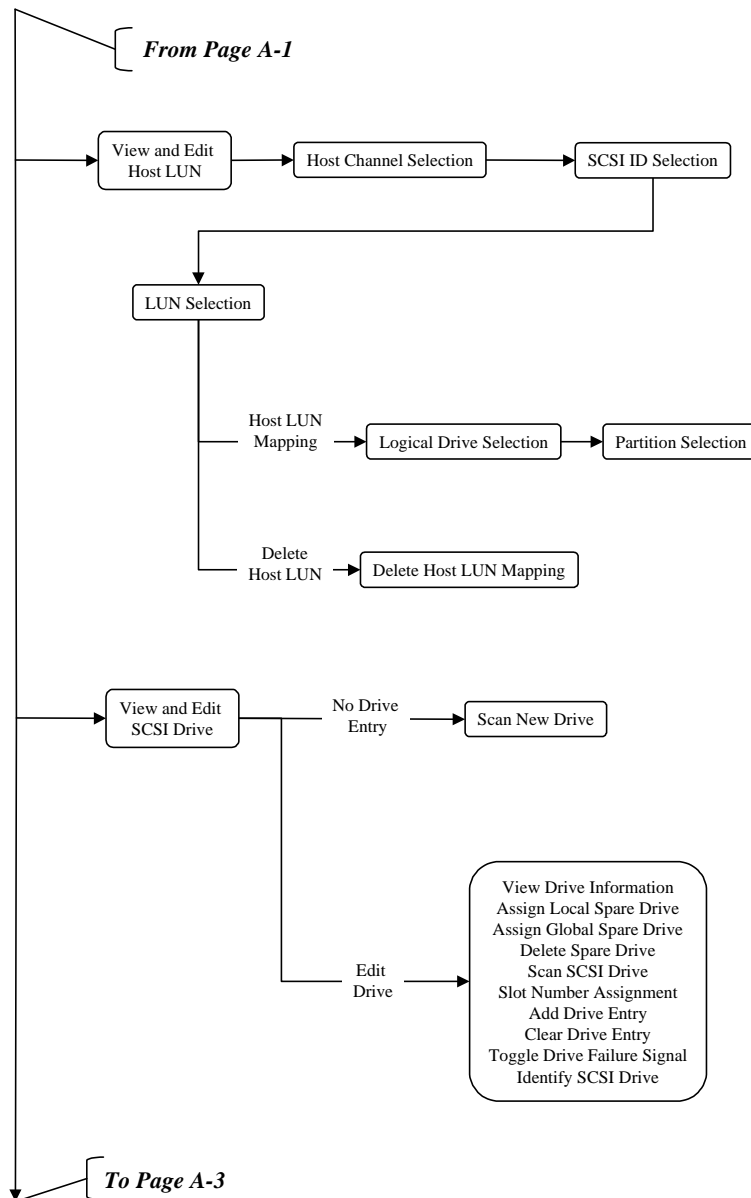 From Page A-1
View and Edit
Host LUN
Host Channel Selection
SCSI ID Selection
LUN Selection
Host LUN
Mapping
Logical Drive Selection
Partition Selection
Delete
Host LUN
Delete Host LUN Mapping
View and Edit
SCSI Drive
No Drive
Entry
Scan New Drive
Edit
Drive
View Drive Information
Assign Local Spare Drive
Assign Global Spare Drive
Delete Spare Drive
Scan SCSI Drive
Slot Number Assignment
Add Drive Entry
Clear Drive Entry
Toggle Drive Failure Signal
Identify SCSI Drive
To Page A-3